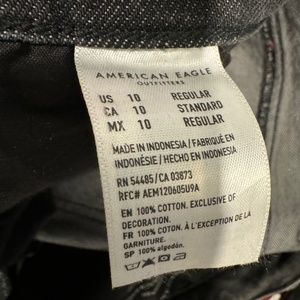 AMERICAN EAGLE
OUTFITTERS
US 10 REGULAR
CA 10 STANDARD
MX 10 REGULAR
MADE IN INDONESIA / FABRIQUÉ EN
INDONÉSIE / HECHO EN INDONESIA
RN 54485/CA 03873
RFC# AEM120605U9A
EN 100% COTTON. EXCLUSIVE OF
DECORATION.
FR 100% COTON. À L'EXCEPTION DE LA
GARNITURE.
SP 100% algodón.